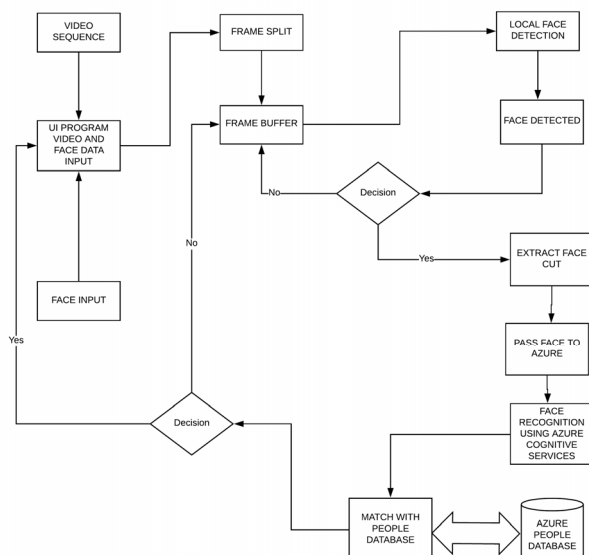 VIDEO
SEQUENCE
FRAME SPLIT
LOCAL FACE
DETECTION
UI PROGRAM
VIDEO AND
FACE DATA
INPUT
FRAME BUFFER
FACE DETECTED
No
Decision
No
Yes
EXTRACT FACE
CUT
FACE INPUT
Yes
PASS FACE TO
AZURE
Decision
FACE
RECOGNITION
USING AZURE
COGNITIVE
SERVICES
MATCH WITH
PEOPLE
DATABASE
AZURE
PEOPLE
DATABASE